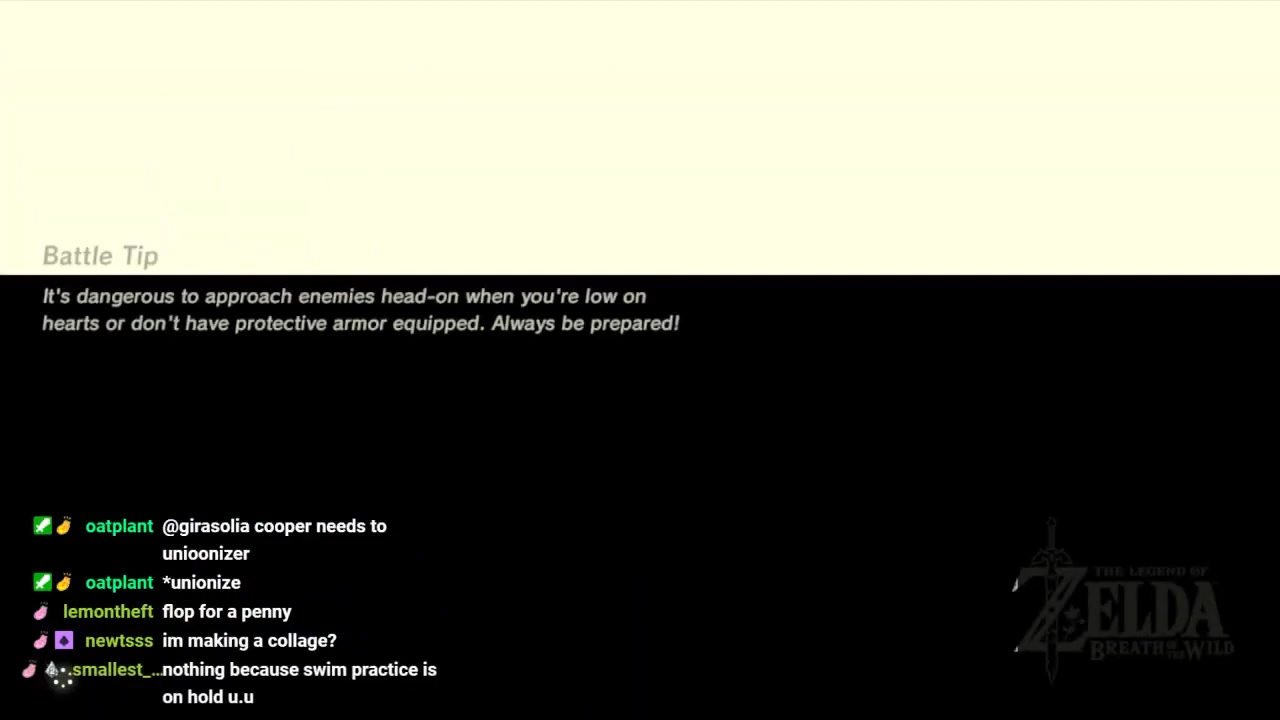 Battle Tip
It's dangerous to approach enemies head-on when you're low on
hearts or don't have protective armor equipped. Always be prepared!
oatplant @girasolia cooper needs to
unioonizer
oatplant *unionize
lemontheft flop for a penny
newtsss im making a collage?
smallest_... nothing because swim practice is
on hold u.u
THE LEGEND OF
ZELDA
BREATH OF THE WILD